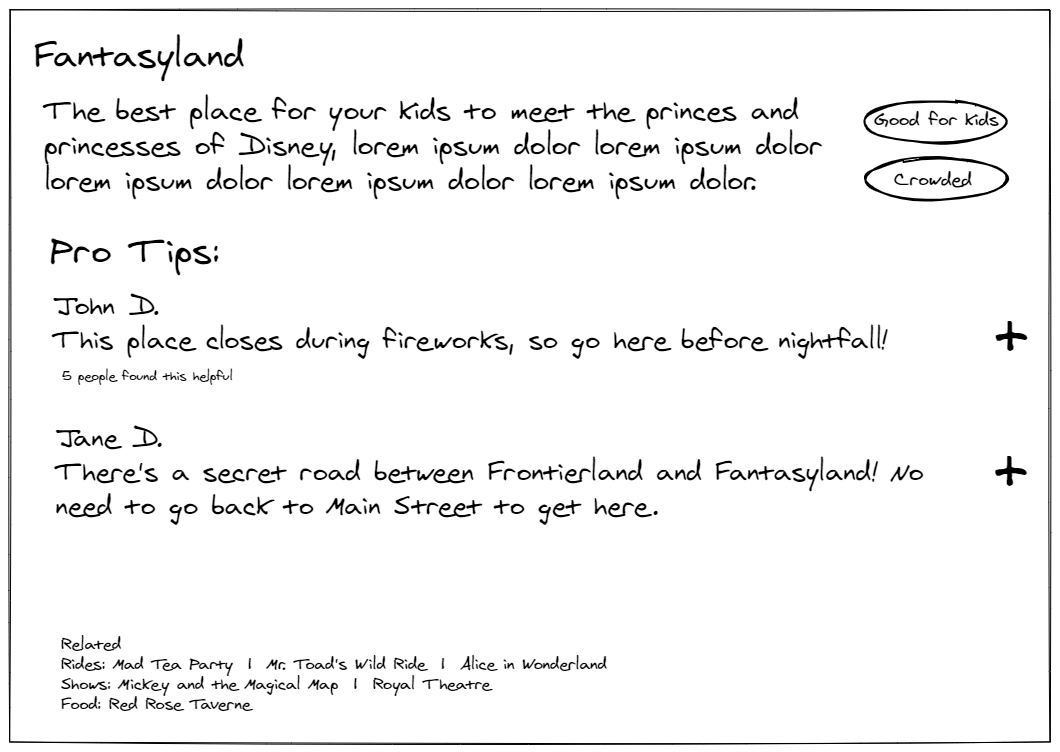 Fantasyland
The best place for your kids to meet the princes and
princesses of Disney, lorem ipsum dolor lorem ipsum dolor
lorem ipsum dolor lorem ipsum dolor lorem ipsum dolor.
Good for kids
Crowded
Pro Tips:
John D.
This place closes during fireworks, so go here before nightfall!
+
5 people found this helpful
Jane D.
There's a secret road between Frontierland and Fantasyland! No
need to go back to Main Street to get here.
+
Related
Rides: Mad Tea Party | Mr. Toad's Wild Ride | Alice in Wonderland
Shows: Mickey and the Magical Map | Royal Theatre
Food: Red Rose Taverne